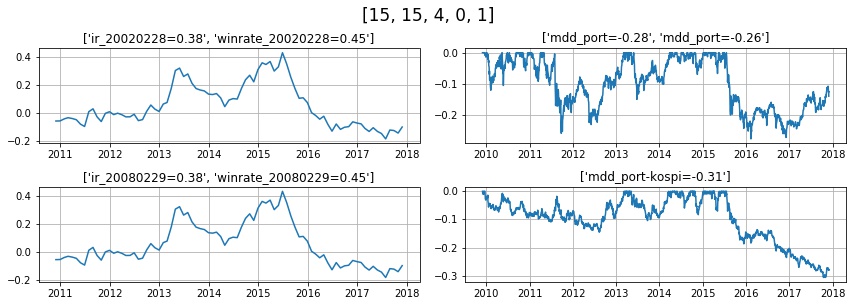 [15, 15, 4, 0, 1]
['ir_20020228=0.38', 'winrate_20020228=0.45']
0.4
0.2
0.0
−0.2
2011 2012 2013 2014 2015 2016 2017 2018
['mdd_port=-0.28', 'mdd_port=-0.26']
0.0
−0.1
−0.2
2010 2011 2012 2013 2014 2015 2016 2017 2018
['ir_20080229=0.38', 'winrate_20080229=0.45']
0.4
0.2
0.0
−0.2
2011 2012 2013 2014 2015 2016 2017 2018
['mdd_port-kospi=-0.31']
0.0
−0.1
−0.2
−0.3
2010 2011 2012 2013 2014 2015 2016 2017 2018